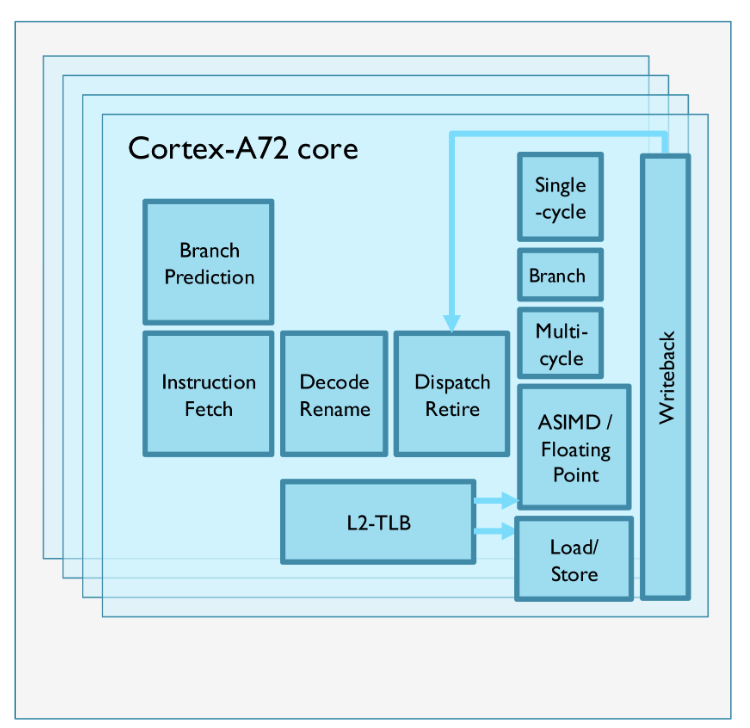 Cortex-A72 core
Branch
Prediction
Instruction
Fetch
Decode
Rename
Dispatch
Retire
L2-TLB
Single
-cycle
Branch
Multi-
cycle
ASIMD /
Floating
Point
Load/
Store
Writeback